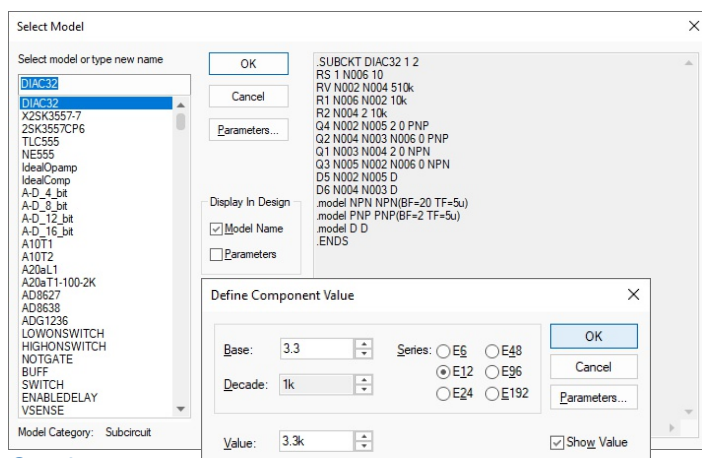 Select Model
Select model or type new name
DIAC32
DIAC32
X2SK3557-7
2SK3557CP6
TLC555
NE555
IdealOpamp
IdealComp
A-D_4_bit
A-D_8_bit
A-D_12_bit
A-D_16_bit
A10T1
A10T2
A20aL1
A20aT1-100-2K
AD8627
AD8638
ADG1236
LOWONSWITCH
HIGHONSWITCH
NOTGATE
BUFF
SWITCH
ENABLEDELAY
VSENSE
Model Category: Subcircuit
OK
Cancel
Parameters...
Display In Design
Model Name
Parameters
.SUBCKT DIAC32 1 2
RS 1 N006 10
RV N002 N004 510k
R1 N006 N002 10k
R2 N004 2 10k
Q4 N002 N005 2 0 PNP
Q2 N004 N003 N006 0 PNP
Q1 N003 N004 2 0 NPN
Q3 N005 N002 N006 0 NPN
D5 N002 N005 D
D6 N004 N003 D
.model NPN NPN(BF=20 TF=5u)
.model PNP PNP(BF=2 TF=5u)
.model D D
.ENDS
Define Component Value
Base: 3.3
Decade: 1k
Series: E6 E48
E12 E96
E24 E192
Value: 3.3k
OK
Cancel
Parameters...
Show Value